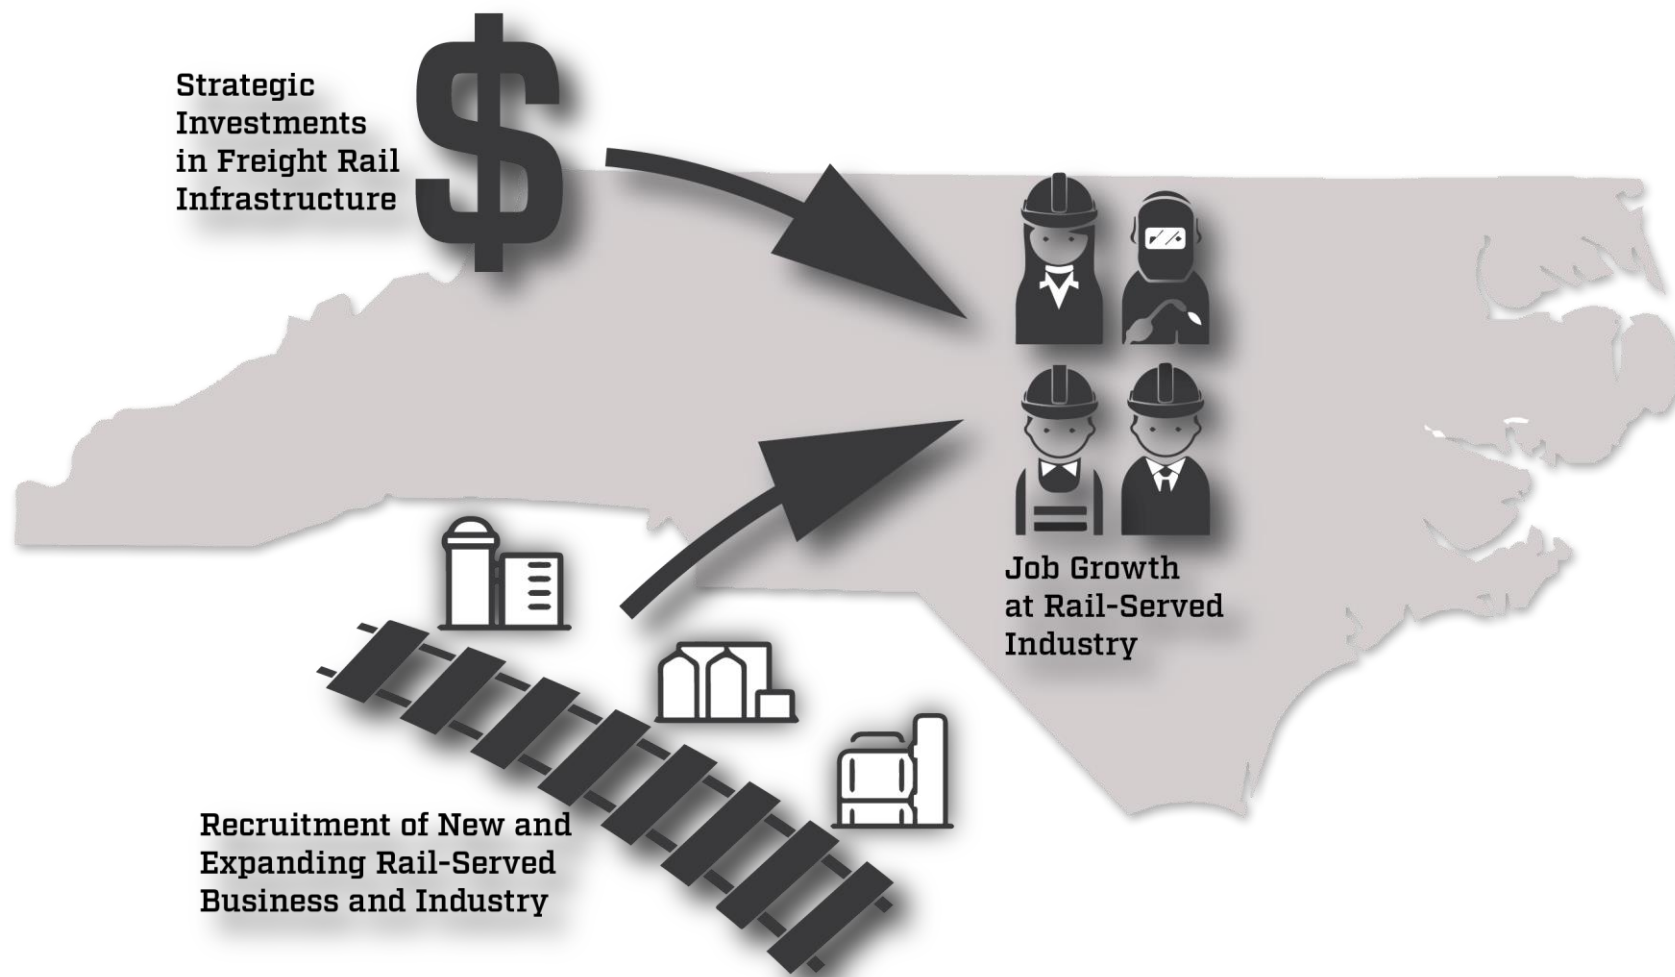 Strategic
Investments
in Freight Rail
Infrastructure
$
Job Growth
at Rail-Served
Industry
Recruitment of New and
Expanding Rail-Served
Business and Industry